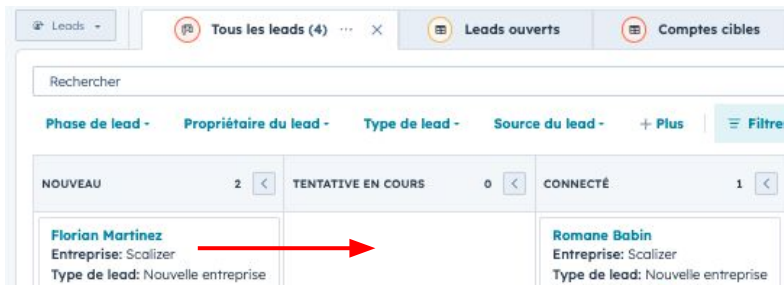 Leads
Tous les leads (4) ··· ×
Leads ouverts
Comptes cibles
Rechercher
Phase de lead Propriétaire du lead Type de lead Source du lead + Plus
NOUVEAU 2
TENTATIVE EN COURS 0
CONNECTÉ 1
Florian Martinez
Entreprise: Scalizer
Type de lead: Nouvelle entreprise
Romane Babin
Entreprise: Scalizer
Type de lead: Nouvelle entreprise